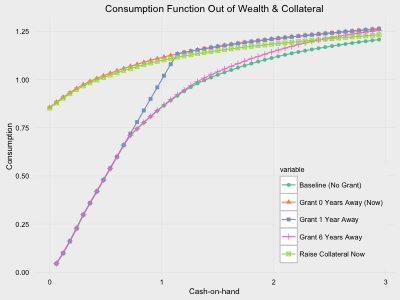 Consumption Function Out of Wealth & Collateral
1.25
1.00
0.75
0.50
0.25
0.00
Consumption
0
1
2
3
Cash-on-hand
variable
Baseline (No Grant)
Grant 0 Years Away (Now)
Grant 1 Year Away
Grant 6 Years Away
Raise Collateral Now